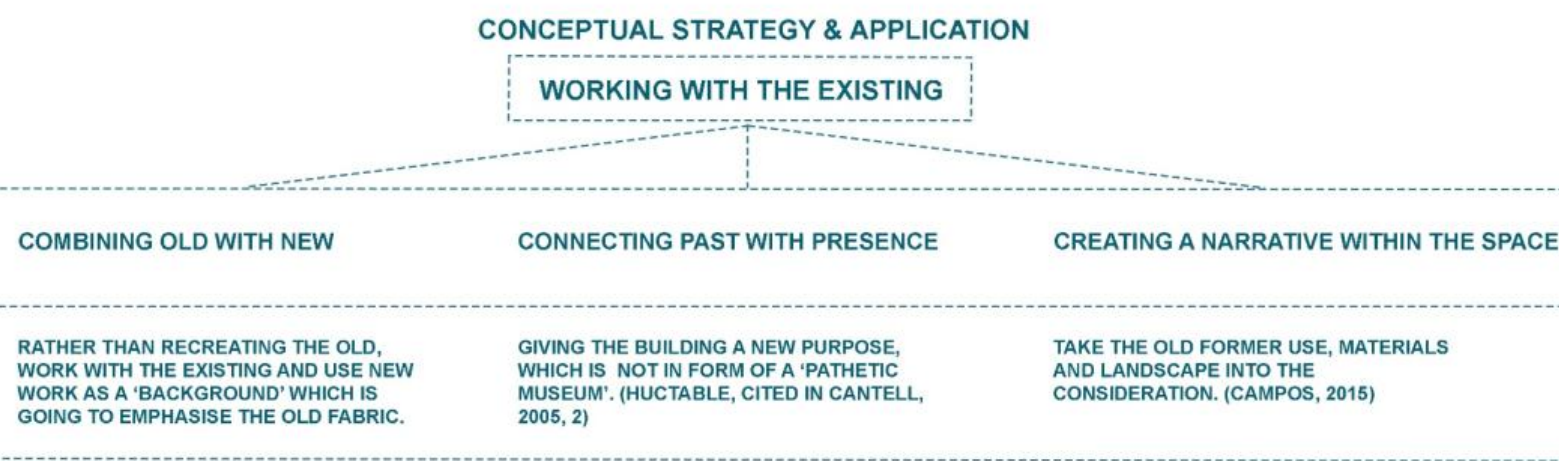 CONCEPTUAL STRATEGY & APPLICATION
WORKING WITH THE EXISTING
COMBINING OLD WITH NEW
CONNECTING PAST WITH PRESENCE
CREATING A NARRATIVE WITHIN THE SPACE
RATHER THAN RECREATING THE OLD,
WORK WITH THE EXISTING AND USE NEW
WORK AS A ‘BACKGROUND’ WHICH IS
GOING TO EMPHASISE THE OLD FABRIC.
GIVING THE BUILDING A NEW PURPOSE,
WHICH IS NOT IN FORM OF A ‘PATHETIC
MUSEUM’. (HUCTABLE, CITED IN CANTELL,
2005, 2)
TAKE THE OLD FORMER USE, MATERIALS
AND LANDSCAPE INTO THE
CONSIDERATION. (CAMPOS, 2015)